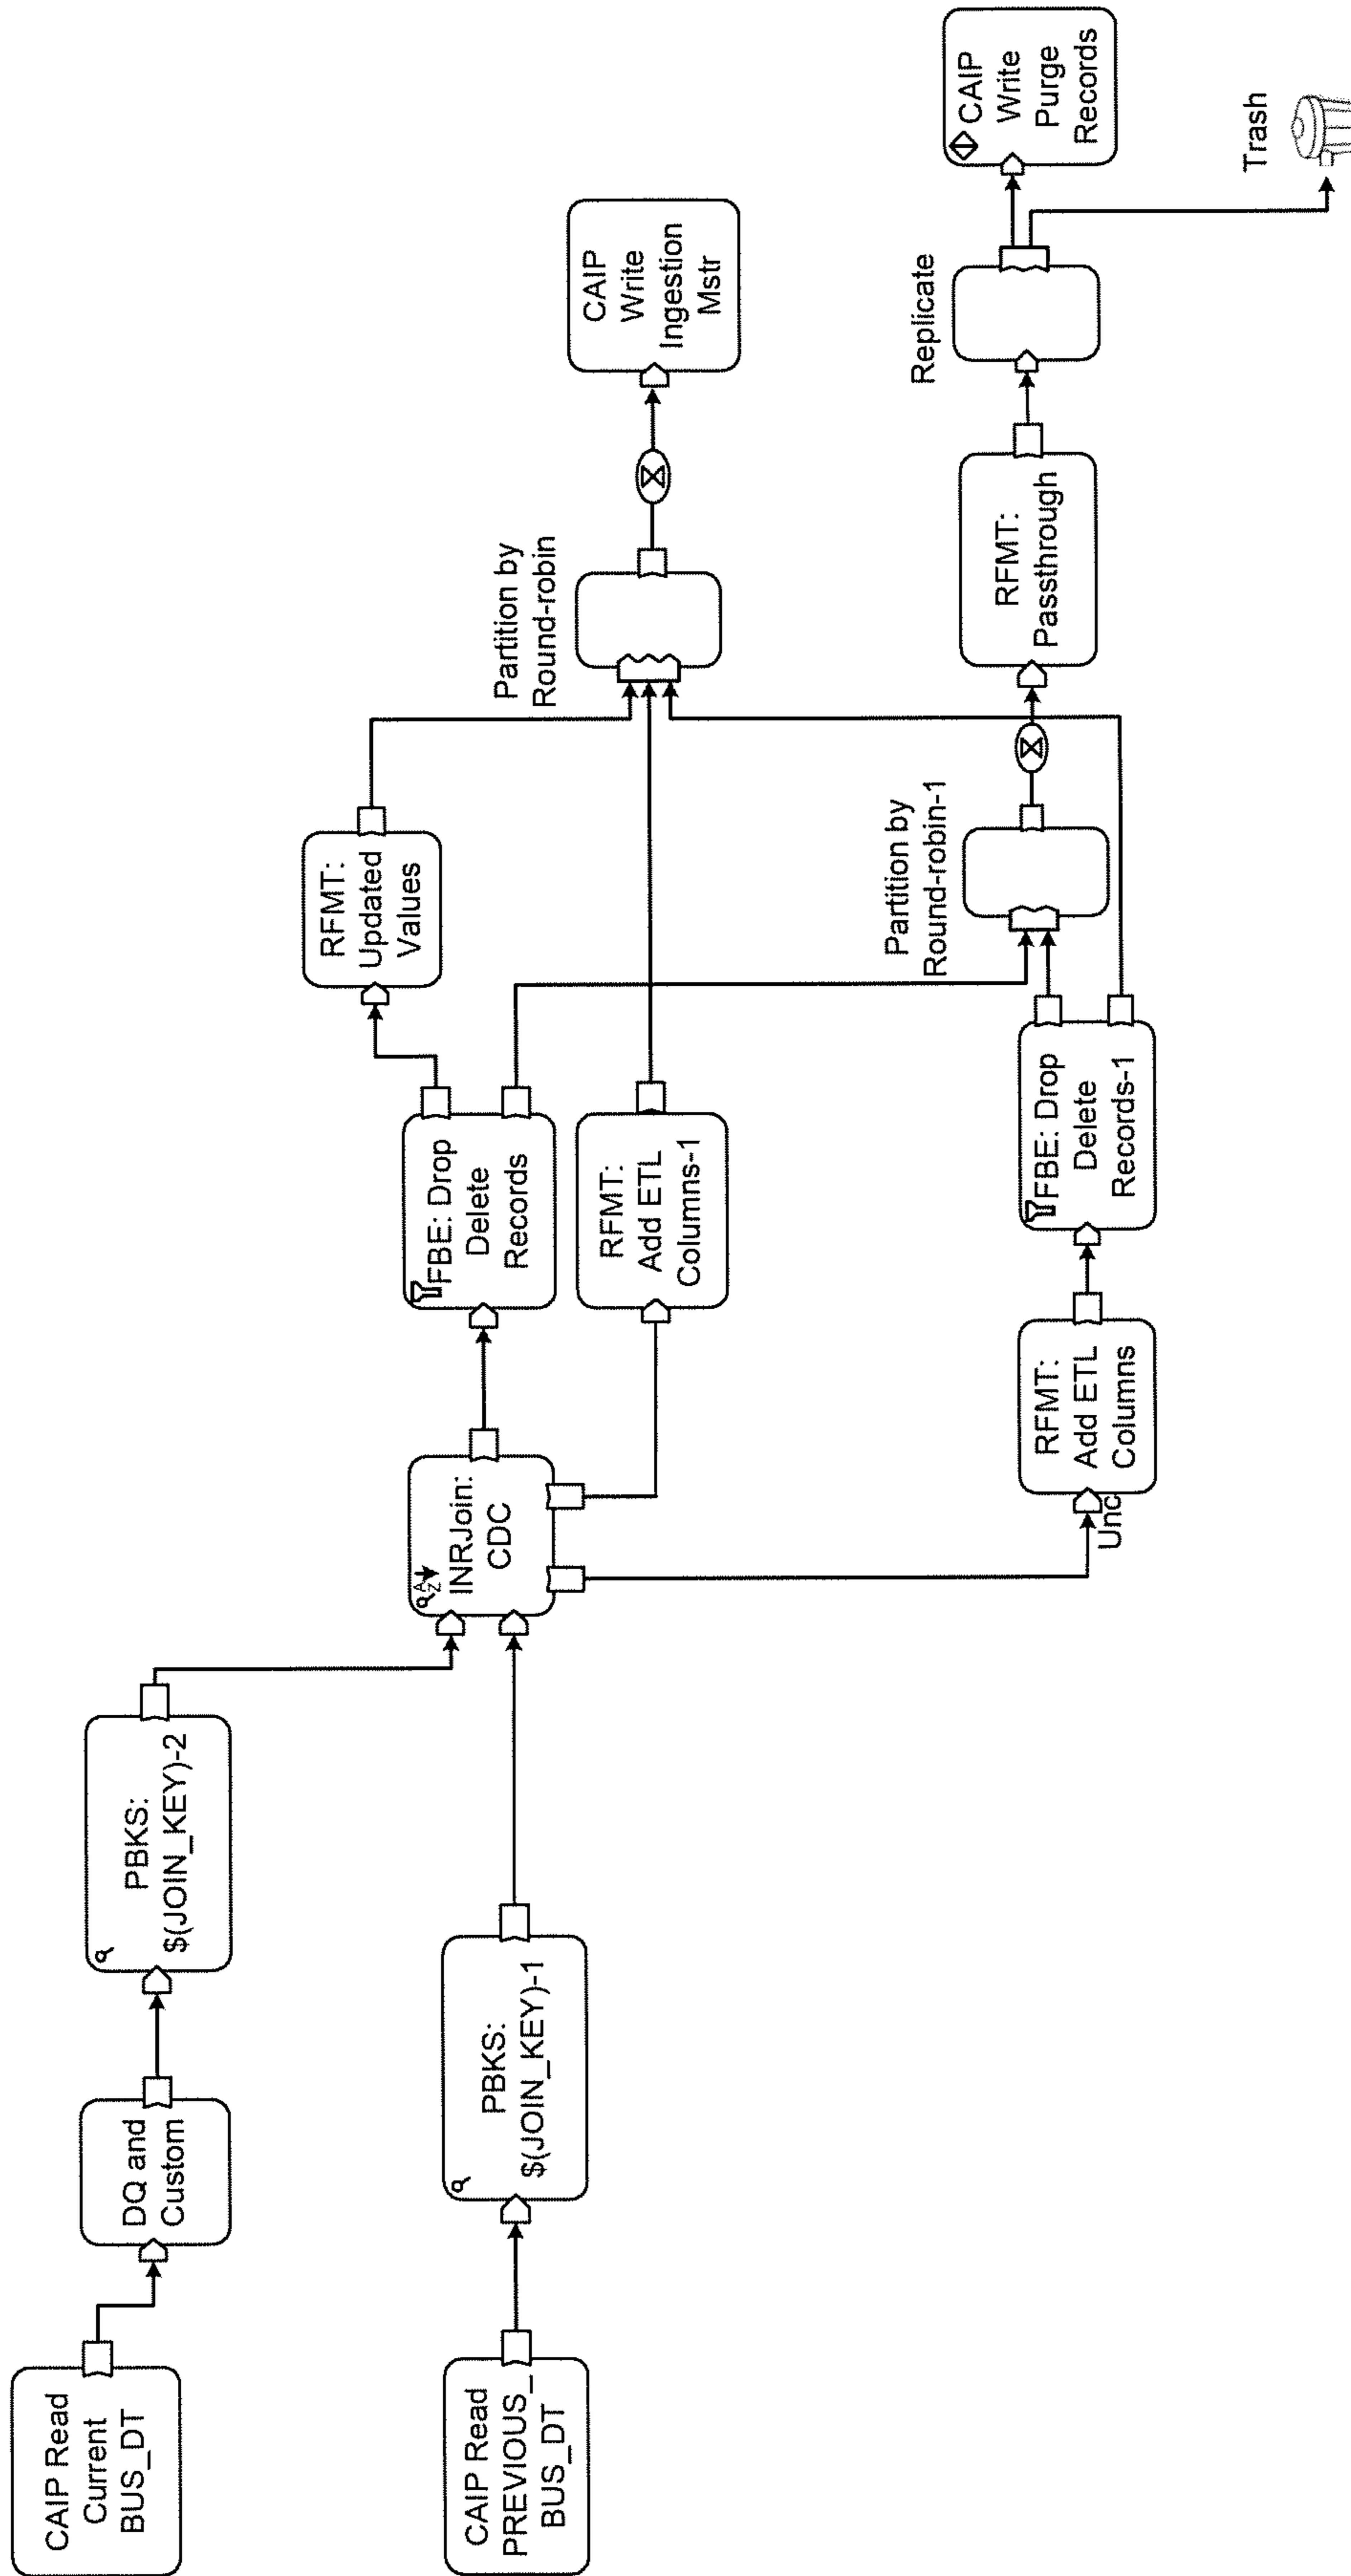 CAIP Read
Current
BUS_DT
DQ and
Custom
PBKS:
$(JOIN_KEY)-2
CAIP Read
PREVIOUS_
BUS_DT
PBKS:
$(JOIN_KEY)-1
A
Z
INRJoin:
CDC
FBE: Drop
Delete
Records
RFMT:
Updated
Values
RFMT:
Add ETL
Columns-1
Partition by
Round-robin
CAIP
Write
Ingestion
Mstr
Unc
RFMT:
Add ETL
Columns
FBE: Drop
Delete
Records-1
Partition by
Round-robin-1
RFMT:
Passthrough
Replicate
CAIP
Write
Purge
Records
Trash